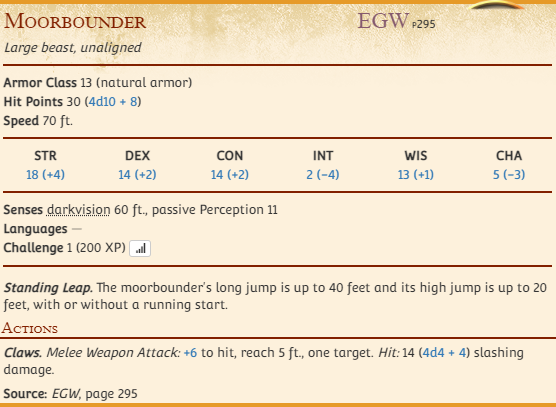 Moorbounder EGW P295
Large beast, unaligned
Armor Class 13 (natural armor)
Hit Points 30 (4d10 + 8)
Speed 70 ft.
STR DEX CON INT WIS CHA
18 (+4) 14 (+2) 14 (+2) 2 (−4) 13 (+1) 5 (−3)
Senses darkvision 60 ft., passive Perception 11
Languages —
Challenge 1 (200 XP)
Standing Leap. The moorbounder's long jump is up to 40 feet and its high jump is up to 20
feet, with or without a running start.
Actions
Claws. Melee Weapon Attack: +6 to hit, reach 5 ft., one target. Hit: 14 (4d4 + 4) slashing
damage.
Source: EGW, page 295